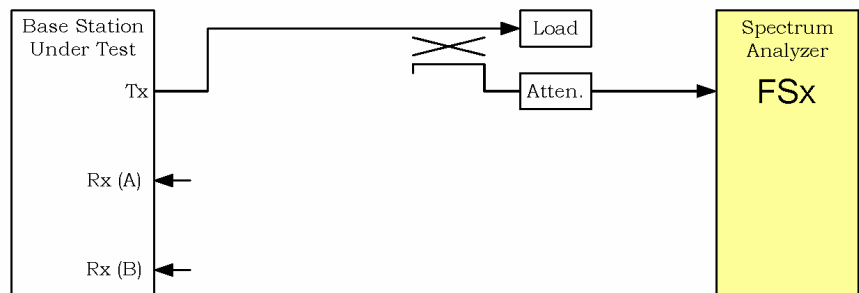 Base Station
Under Test
Tx
Rx (A)
Rx (B)
Load
Atten.
Spectrum
Analyzer
FSx